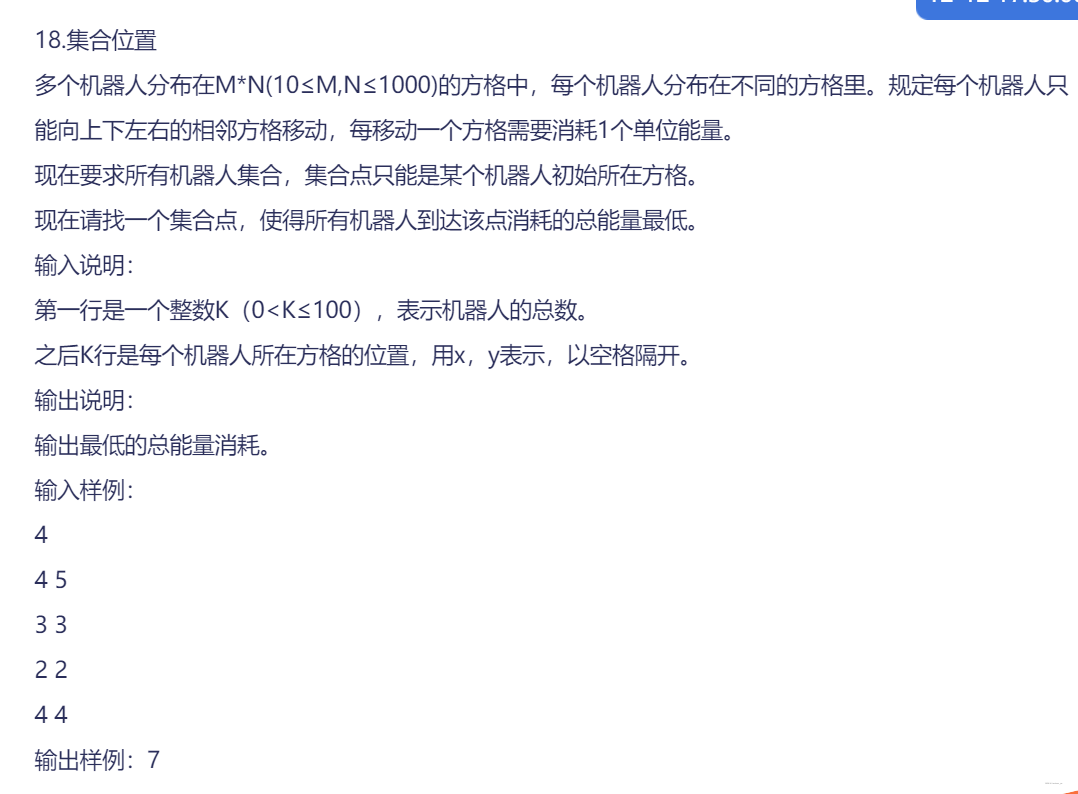 18.集合位置
多个机器人分布在M*N(10≤M,N≤1000)的方格中，每个机器人分布在不同的方格里。规定每个机器人只
能向上下左右的相邻方格移动，每移动一个方格需要消耗1个单位能量。
现在要求所有机器人集合，集合点只能是某个机器人初始所在方格。
现在请找一个集合点，使得所有机器人到达该点消耗的总能量最低。
输入说明：
第一行是一个整数K（0<K≤100），表示机器人的总数。
之后K行是每个机器人所在方格的位置，用x，y表示，以空格隔开。
输出说明：
输出最低的总能量消耗。
输入样例：
4
4 5
3 3
2 2
4 4
输出样例：7